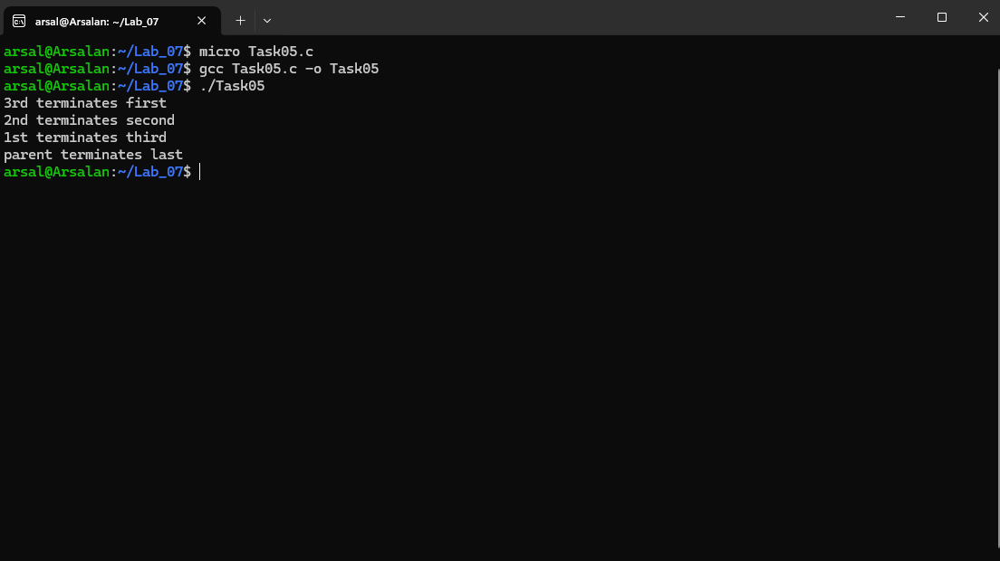 arsal@Arsalan: ~/Lab_07
arsal@Arsalan:~/Lab_07$ micro Task05.c
arsal@Arsalan:~/Lab_07$ gcc Task05.c -o Task05
arsal@Arsalan:~/Lab_07$ ./Task05
3rd terminates first
2nd terminates second
1st terminates third
parent terminates last
arsal@Arsalan:~/Lab_07$